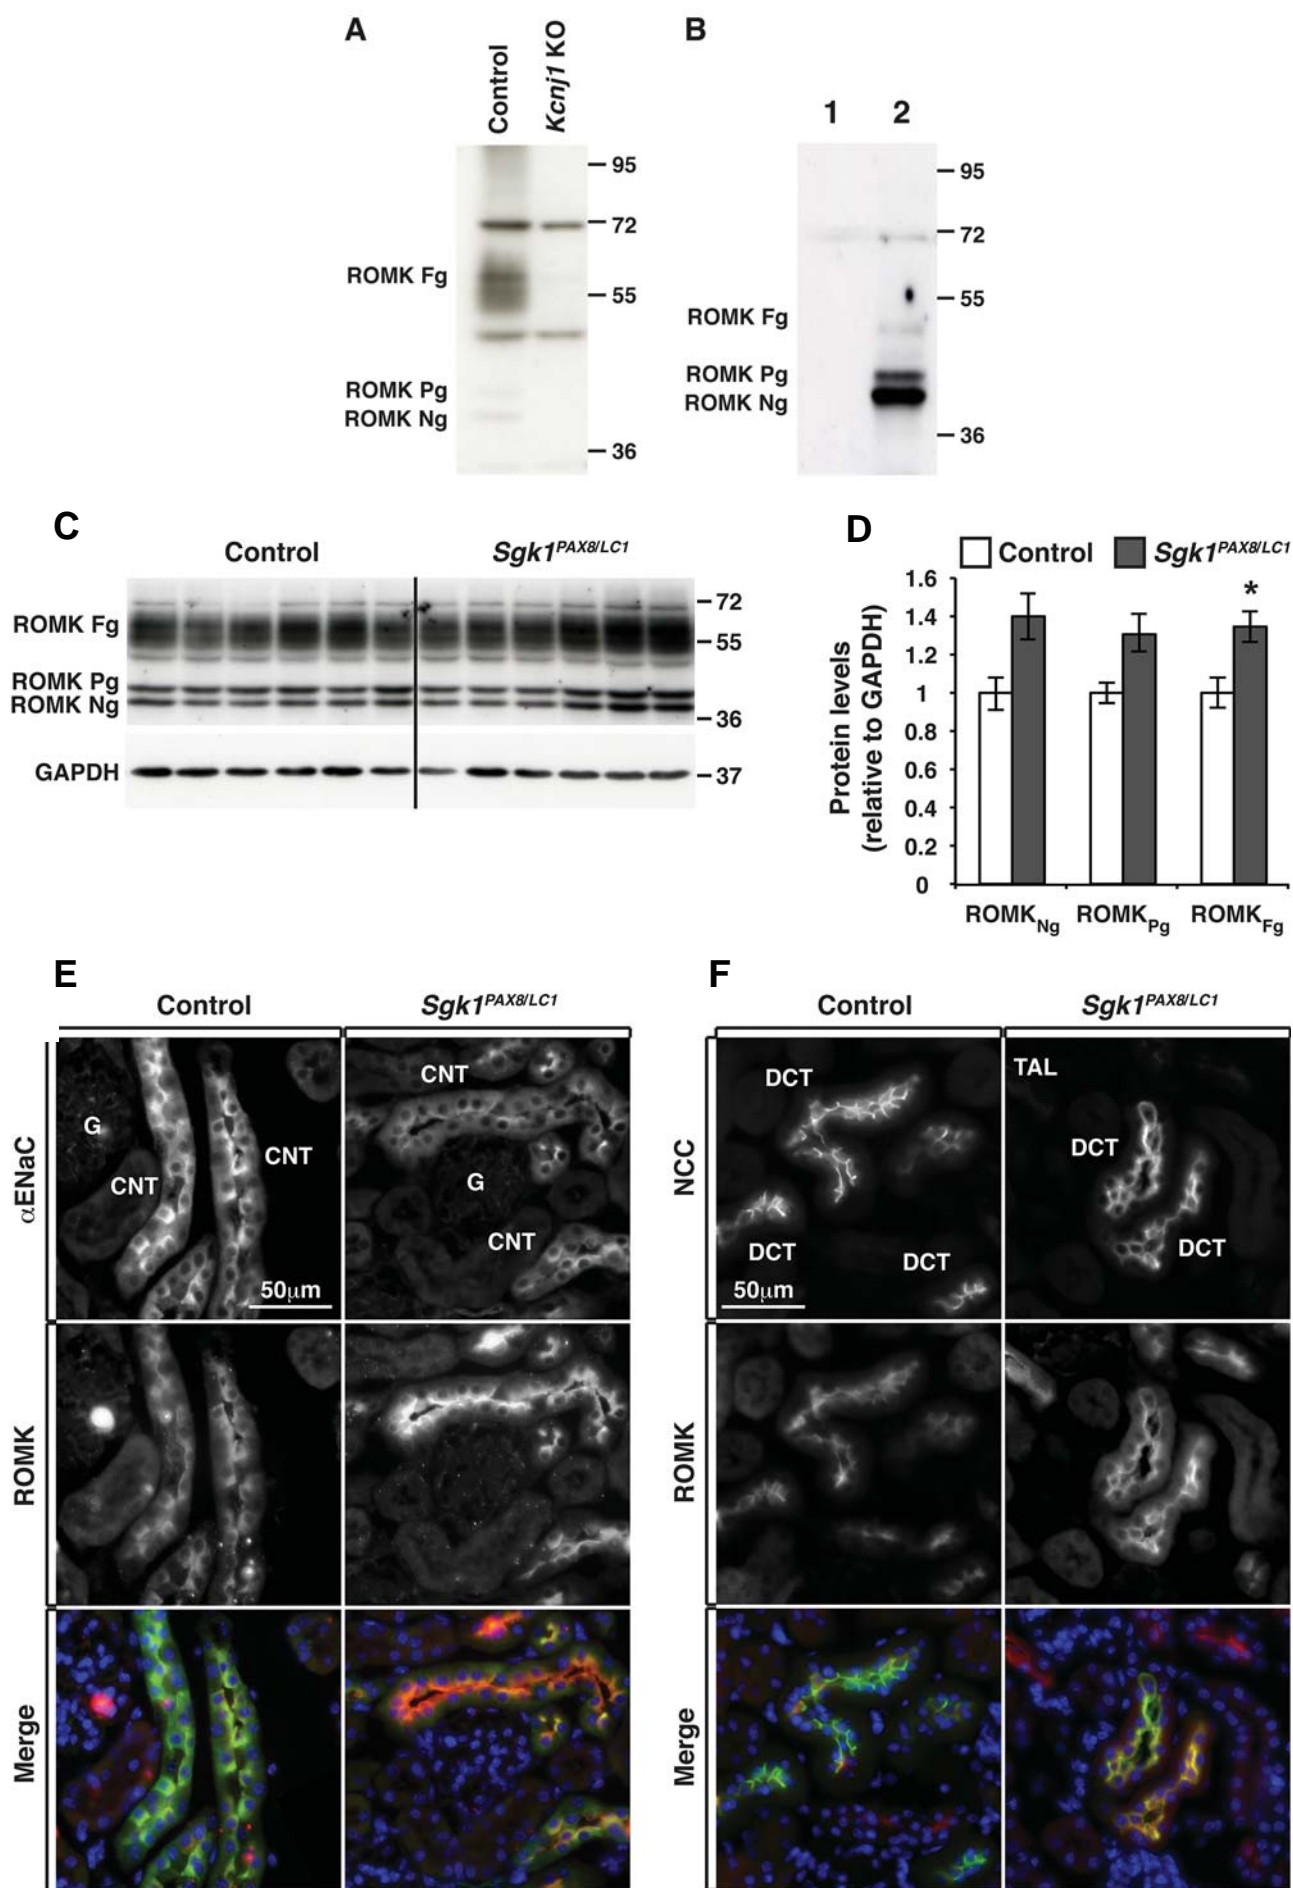 A
Control
Kcnj1 KO
95
72
ROMK Fg
55
ROMK Pg
ROMK Ng
36
B
1 2
95
72
55
ROMK Fg
ROMK Pg
ROMK Ng
36
C
Control Sgk1PAX8/LC1
72
ROMK Fg
55
ROMK Pg
ROMK Ng
36
GAPDH
37
D
Control Sgk1PAX8/LC1
Protein levels
(relative to GAPDH)
1.6
1.4
1.2
1
0.8
0.6
0.4
0.2
0
*
ROMKNg ROMKPg ROMKFg
E
Control Sgk1PAX8/LC1
αENaC
G
CNT
CNT
50μm
CNT
G
CNT
ROMK
Merge
F
Control Sgk1PAX8/LC1
NCC
DCT
DCT
DCT
50μm
TAL
DCT
DCT
ROMK
Merge